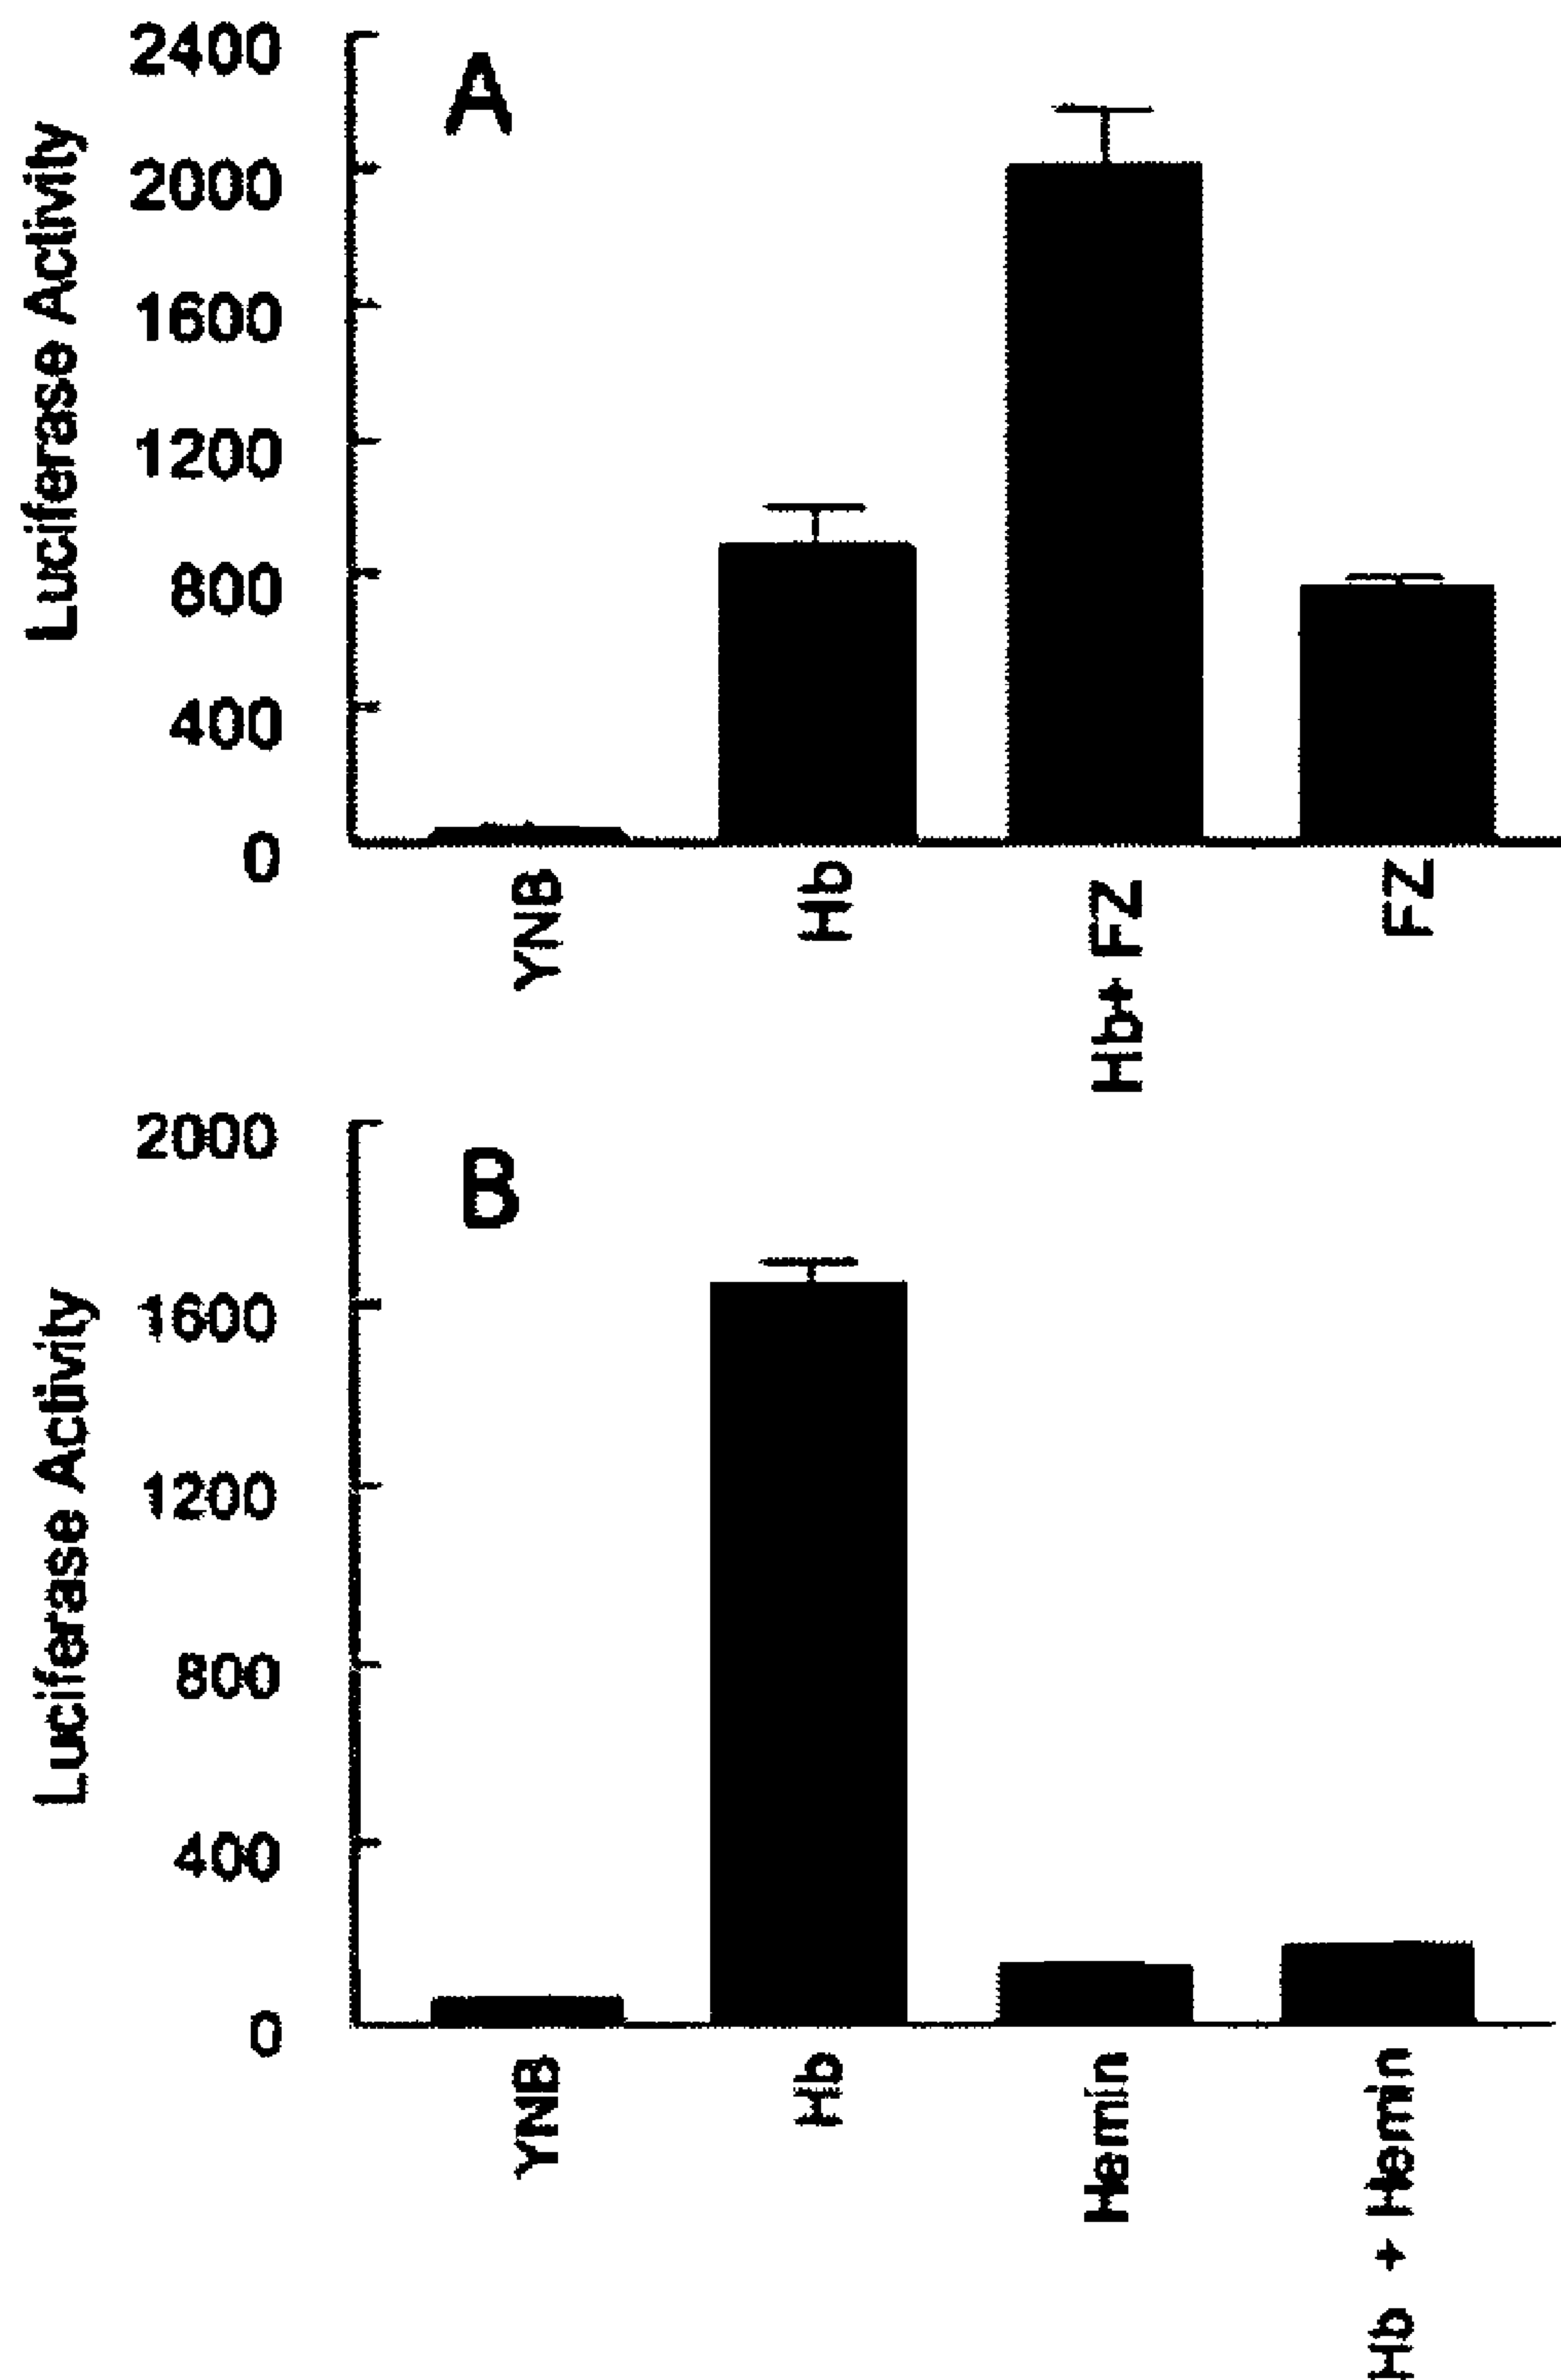 A
Luciferase Activity
2400
2000
1600
1200
800
400
0
YNB
Hb
Hb+ FZ
FZ
B
Luciferase Activity
2000
1600
1200
800
400
0
YNB
Hb
Hemin
Hb + Hemin